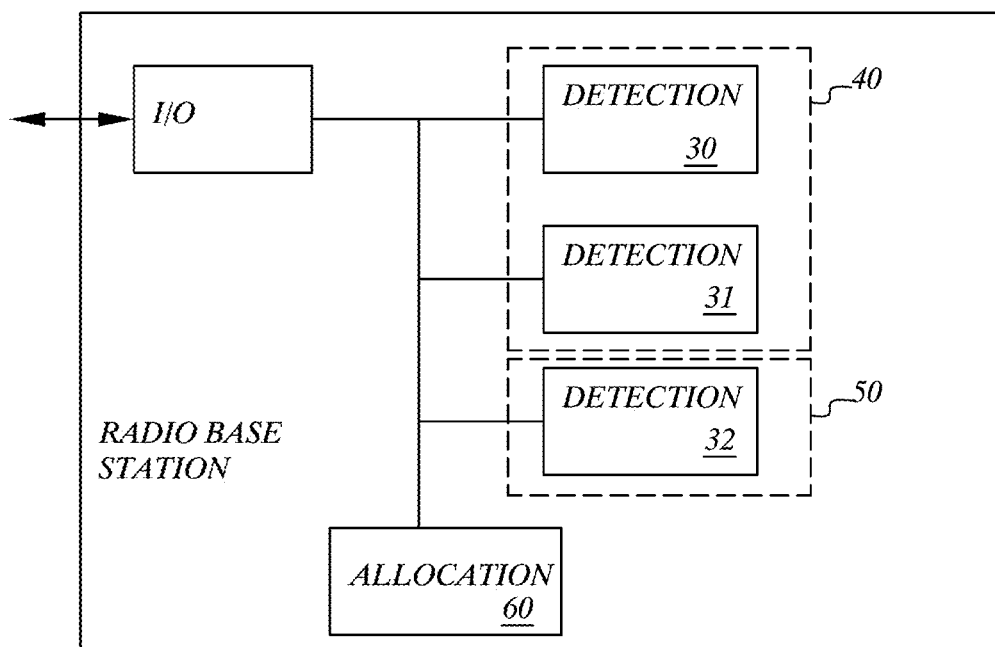 I/O
DETECTION
30
40
DETECTION
31
DETECTION
32
50
RADIO BASE
STATION
ALLOCATION
60